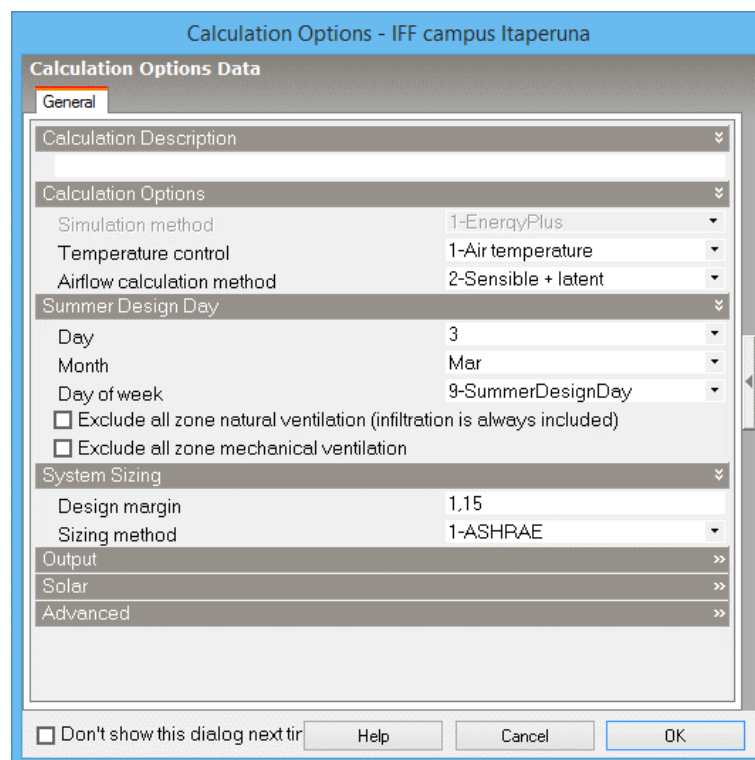 Calculation Options - IFF campus Itaperuna
Calculation Options Data
General
Calculation Description
Calculation Options
Simulation method 1-EnergyPlus
Temperature control 1-Air temperature
Airflow calculation method 2-Sensible + latent
Summer Design Day
Day 3
Month Mar
Day of week 9-SummerDesignDay
Exclude all zone natural ventilation (infiltration is always included)
Exclude all zone mechanical ventilation
System Sizing
Design margin 1,15
Sizing method 1-ASHRAE
Output
Solar
Advanced
Don't show this dialog next tir Help Cancel OK